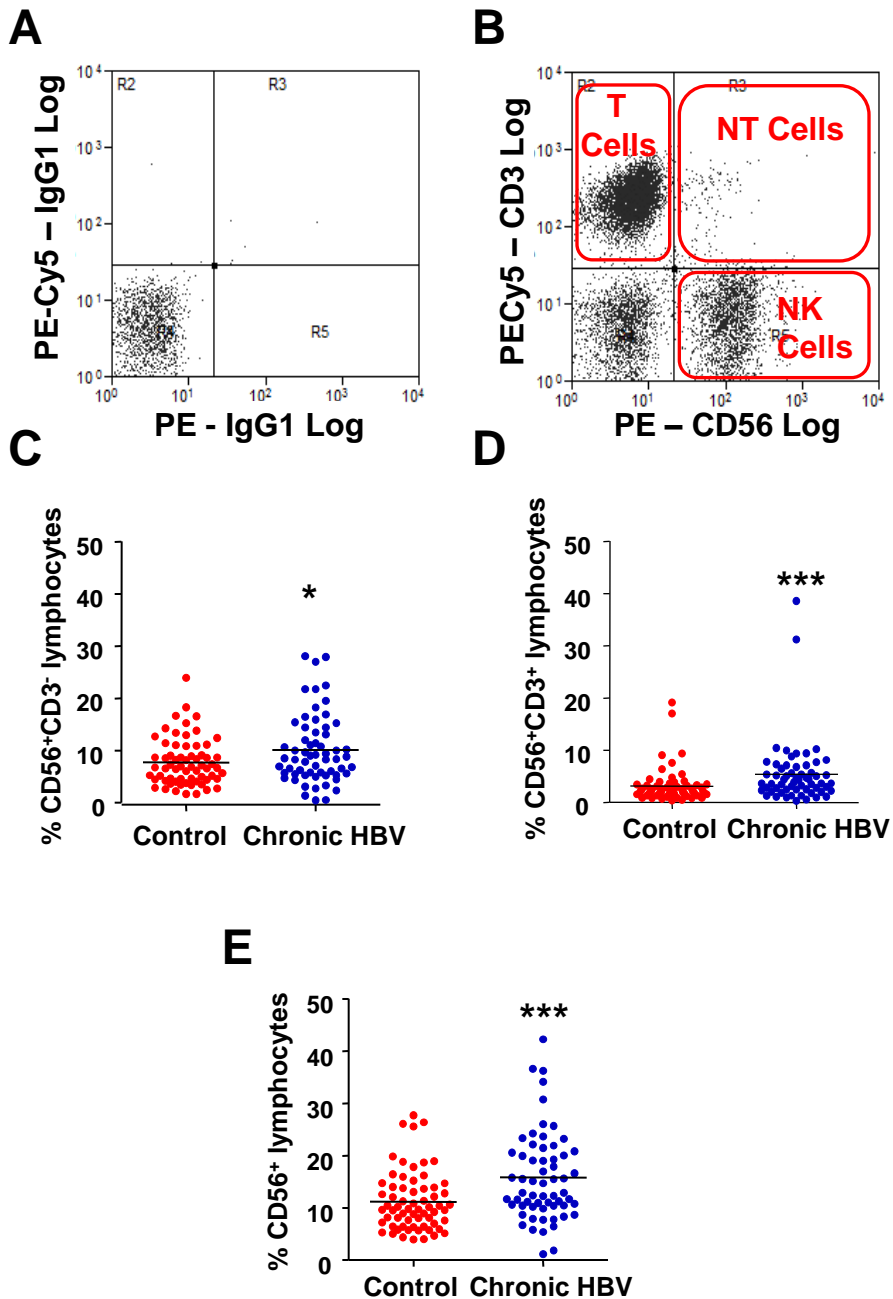 A
PE-Cy5 – IgG1 Log
10⁴
10³
10²
10¹
10⁰
R2
R3
R4
R5
10⁰ 10¹ 10² 10³ 10⁴
PE - IgG1 Log
B
PECy5 – CD3 Log
10⁴
10³
10²
10¹
10⁰
R2
R3
T
Cells
NT Cells
NK
Cells
R5
10⁰ 10¹ 10² 10³ 10⁴
PE – CD56 Log
C
% CD56⁺CD3⁻ lymphocytes
50
40
30
20
10
0
*
Control Chronic HBV
D
% CD56⁺CD3⁺ lymphocytes
50
40
30
20
10
0
***
Control Chronic HBV
E
% CD56⁺ lymphocytes
50
40
30
20
10
0
***
Control Chronic HBV